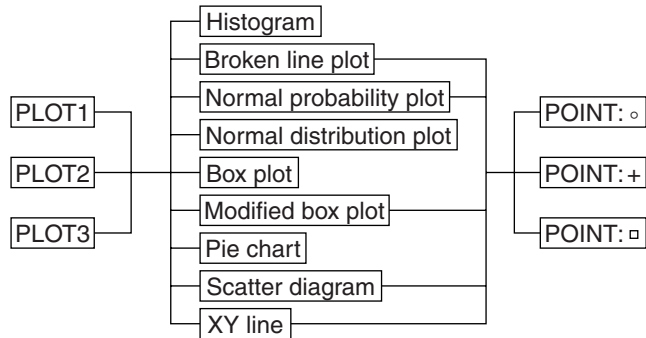 PLOT1
PLOT2
PLOT3
Histogram
Broken line plot
Normal probability plot
Normal distribution plot
Box plot
Modified box plot
Pie chart
Scatter diagram
XY line
POINT: ○
POINT: +
POINT: □